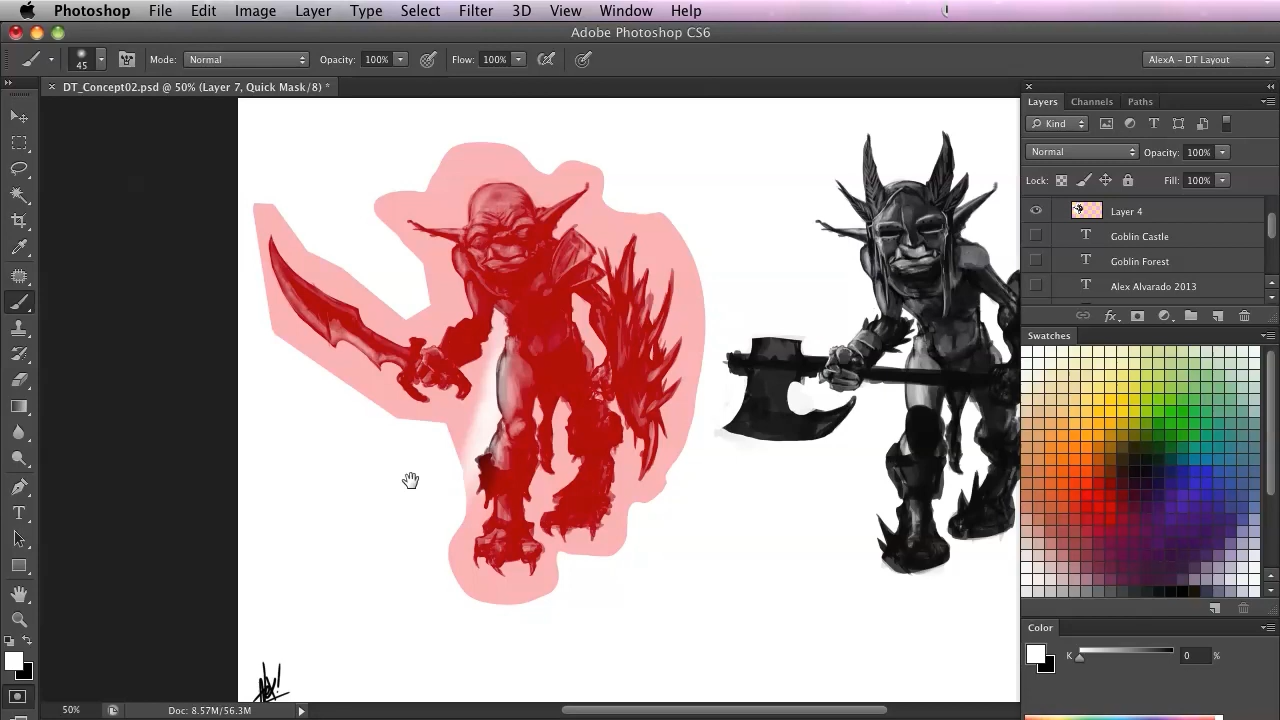 Photoshop File Edit Image Layer Type Select Filter 3D View Window Help
Adobe Photoshop CS6
45 Mode: Normal Opacity: 100% Flow: 100% AlexA - DT Layout
DT_Concept02.psd @ 50% (Layer 7, Quick Mask/8) *
Layers Channels Paths
Kind
Normal Opacity: 100%
Lock: Fill: 100%
Layer 4
T Goblin Castle
T Goblin Forest
T Alex Alvarado 2013
fx
Swatches
Color
K 0 %
50% Doc: 8.57M/56.3M